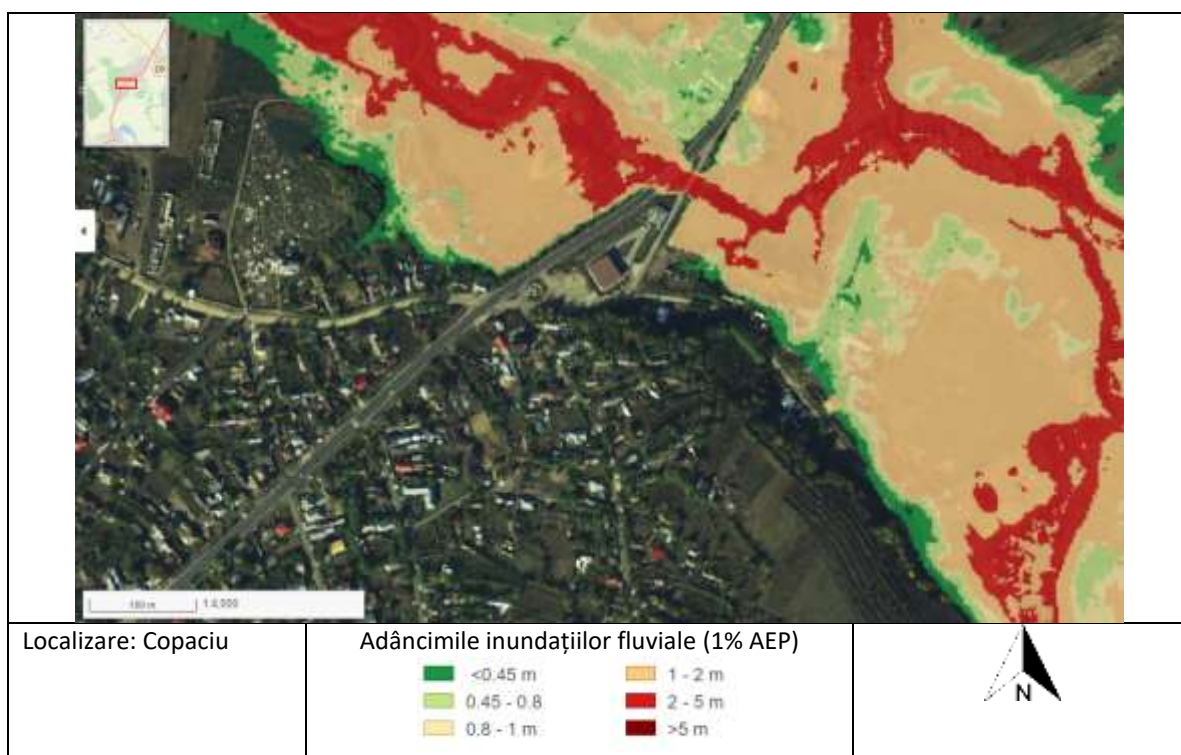 100 m
1:4,000
Localizare: Copaciu
Adâncimile inundațiilor fluviale (1% AEP)
<0.45 m
0.45 - 0.8
0.8 - 1 m
1 - 2 m
2 - 5 m
>5 m
N